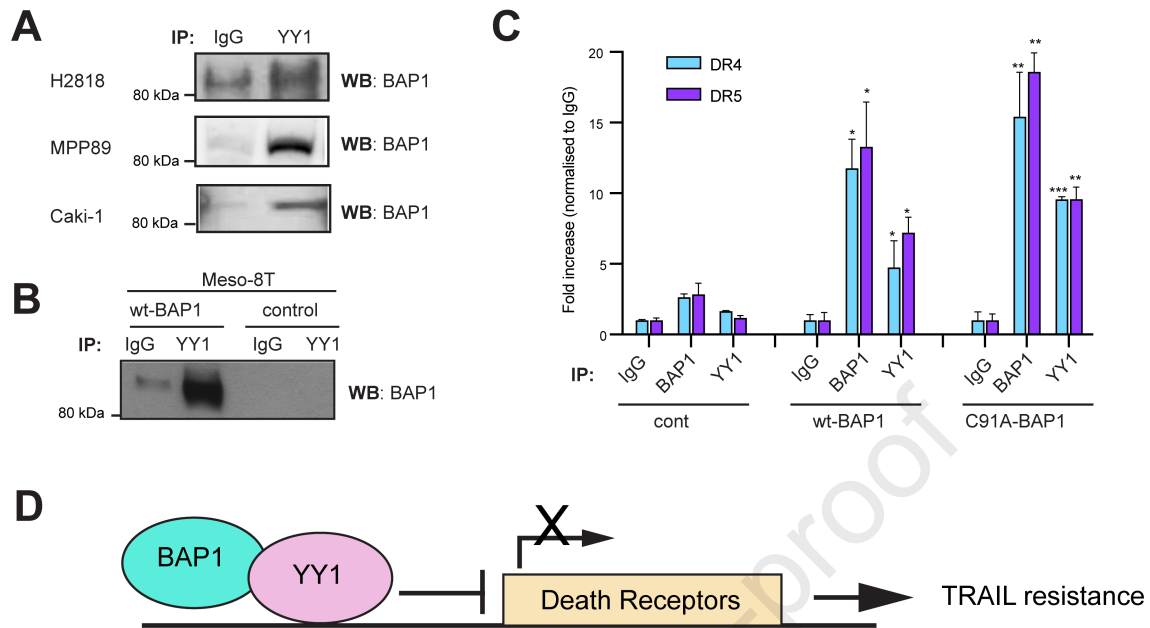 A
IP: IgG YY1
H2818
80 kDa
WB: BAP1
MPP89
80 kDa
WB: BAP1
Caki-1
80 kDa
WB: BAP1
B
Meso-8T
wt-BAP1 control
IP: IgG YY1 IgG YY1
80 kDa
WB: BAP1
C
Fold increase (normalised to IgG)
20
15
10
5
0
DR4
DR5
* *
* *
** **
*** **
IP: IgG BAP1 YY1 IgG BAP1 YY1 IgG BAP1 YY1
cont wt-BAP1 C91A-BAP1
-proof
D
BAP1
YY1
X
Death Receptors
TRAIL resistance